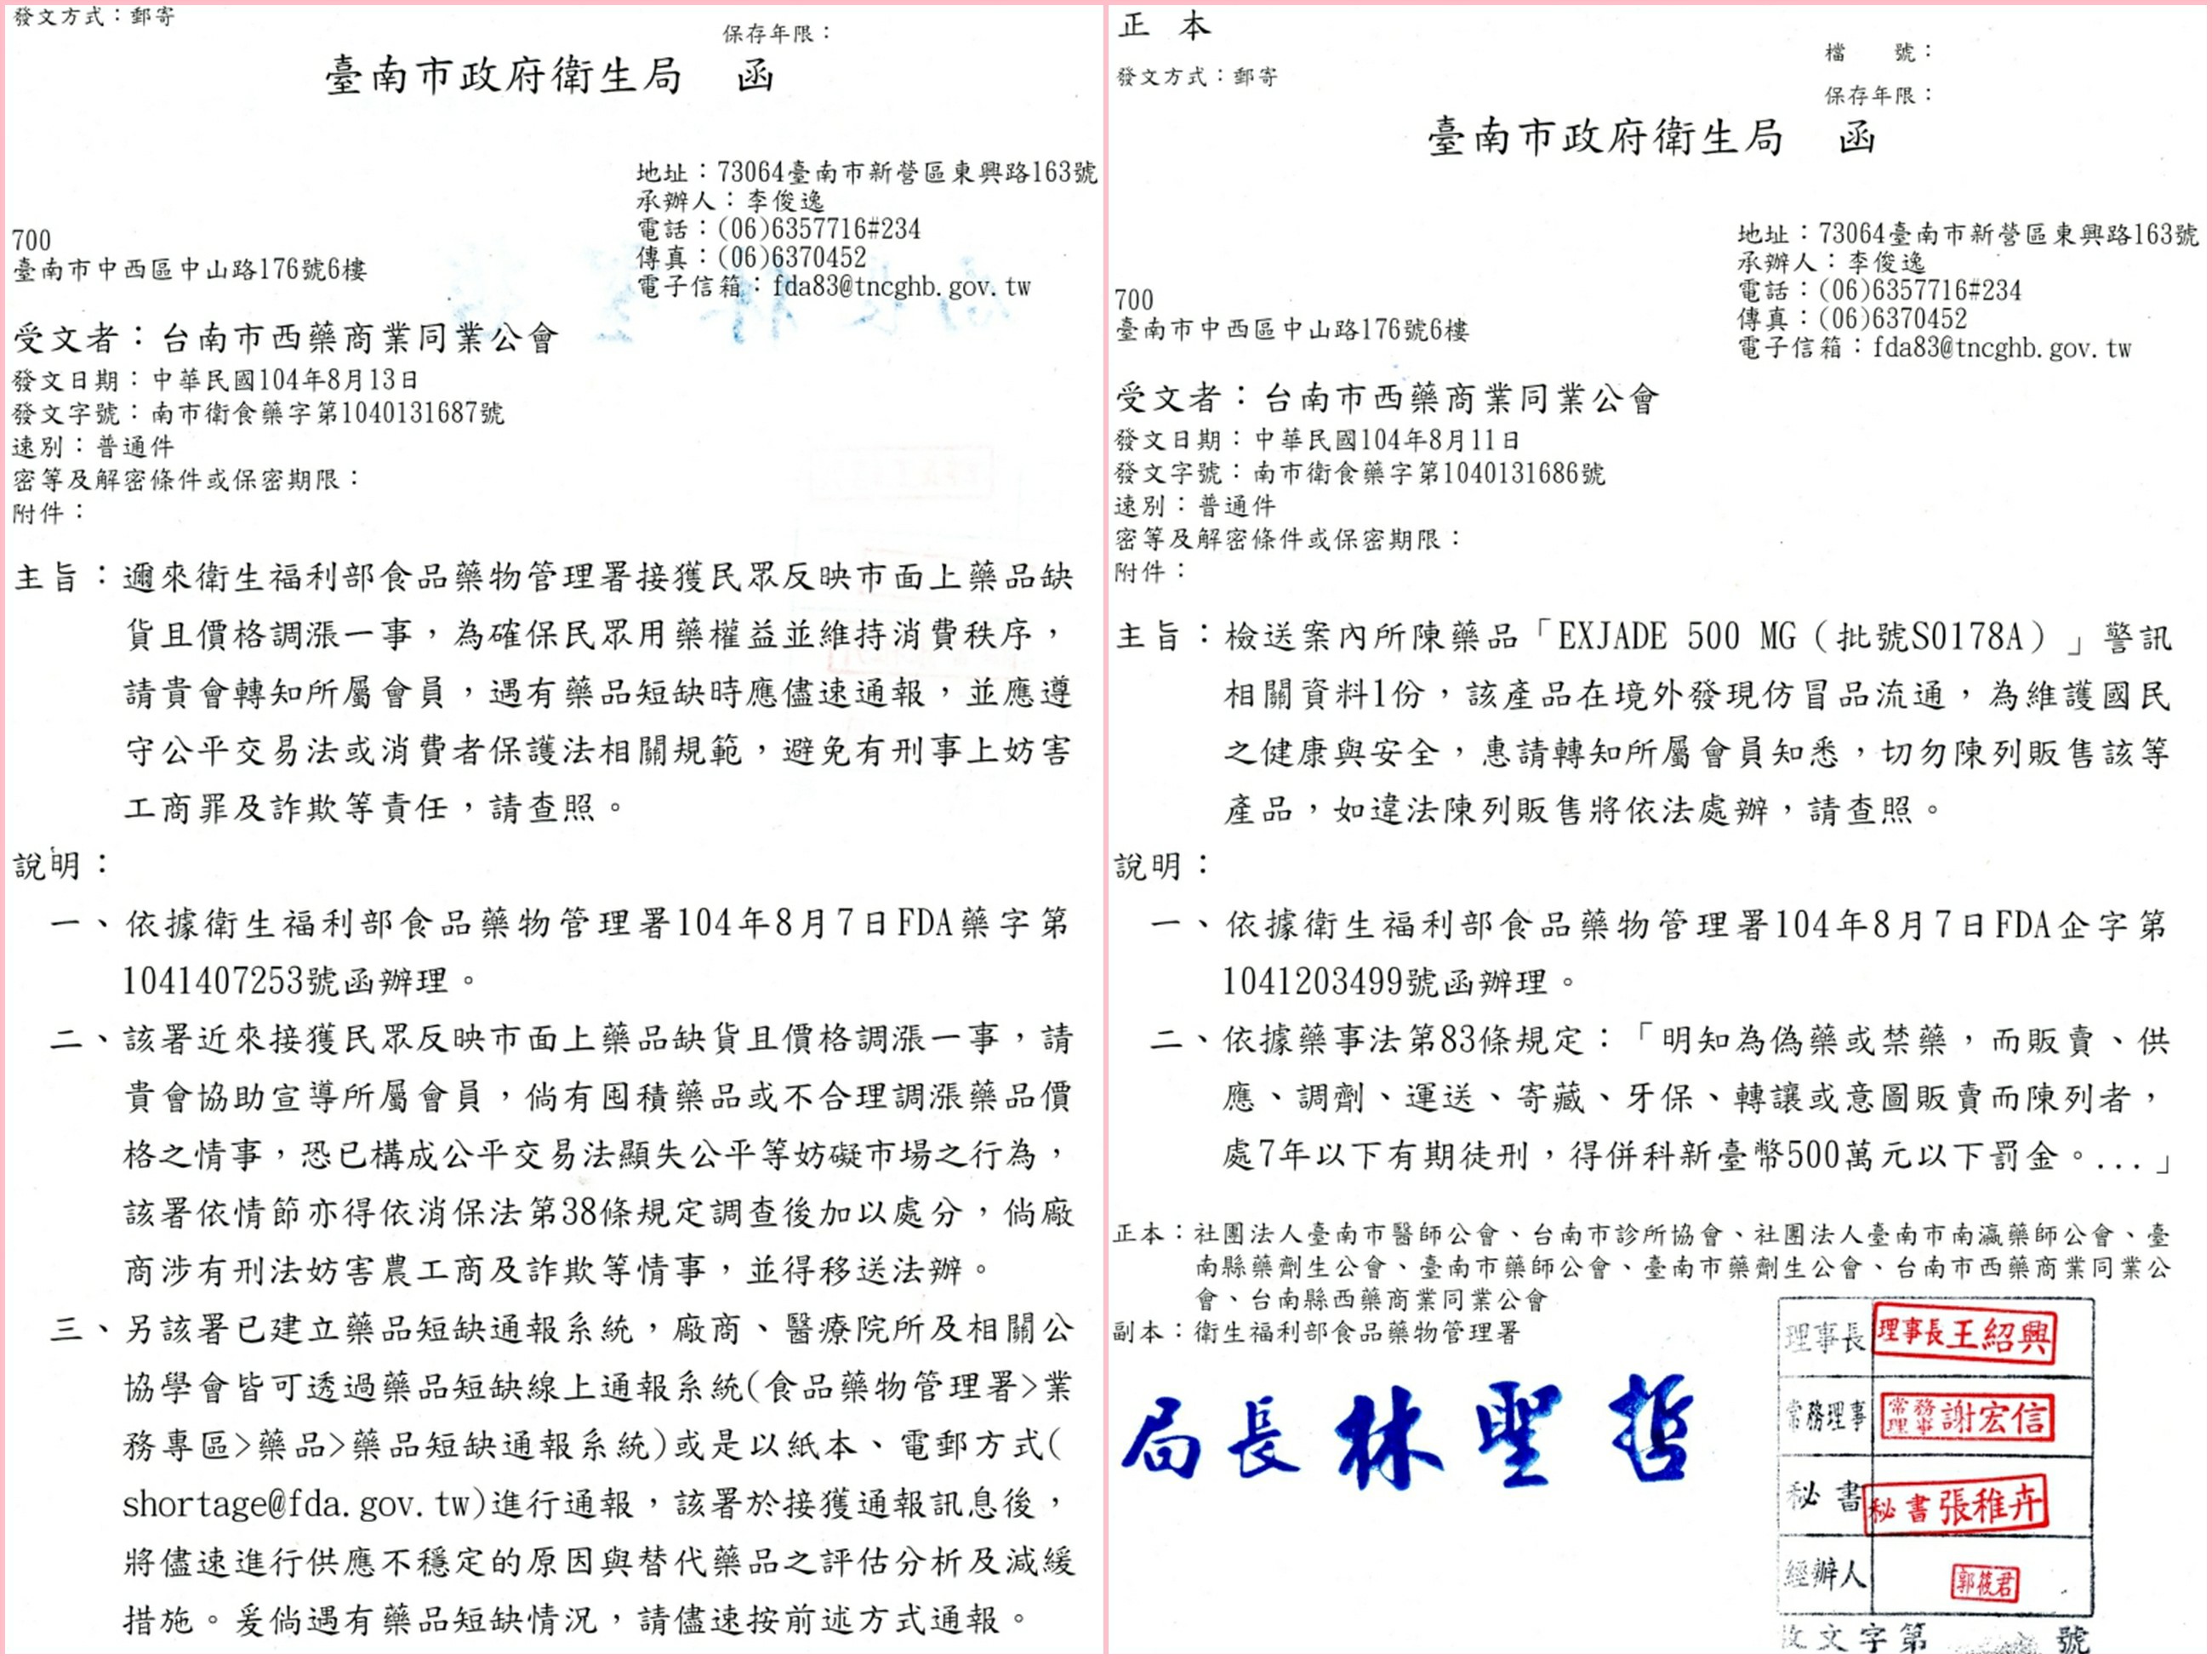 發文方式：郵寄
保存年限：
臺南市政府衛生局 函
地址：73064臺南市新營區東興路163號
承辦人：李俊逸
電話：(06)6357716#234
傳真：(06)6370452
電子信箱：fda83@tncghb.gov.tw
700
臺南市中西區中山路176號6樓
受文者：台南市西藥商業同業公會
發文日期：中華民國104年8月13日
發文字號：南市衛食藥字第1040131687號
速別：普通件
密等及解密條件或保密期限：
附件：
主旨：邇來衛生福利部食品藥物管理署接獲民眾反映市面上藥品缺
貨且價格調漲一事，為確保民眾用藥權益並維持消費秩序，
請貴會轉知所屬會員，遇有藥品短缺時應儘速通報，並應遵
守公平交易法或消費者保護法相關規範，避免有刑事上妨害
工商罪及詐欺等責任，請查照。
說明：
一、依據衛生福利部食品藥物管理署104年8月7日FDA藥字第
1041407253號函辦理。
二、該署近來接獲民眾反映市面上藥品缺貨且價格調漲一事，請
貴會協助宣導所屬會員，倘有囤積藥品或不合理調漲藥品價
格之情事，恐已構成公平交易法顯失公平等妨礙市場之行為，
該署依情節亦得依消保法第38條規定調查後加以處分，倘廠
商涉有刑法妨害農工商及詐欺等情事，並得移送法辦。
三、另該署已建立藥品短缺通報系統，廠商、醫療院所及相關公
協學會皆可透過藥品短缺線上通報系統(食品藥物管理署>業
務專區>藥品>藥品短缺通報系統)或是以紙本、電郵方式(
shortage@fda.gov.tw)進行通報，該署於接獲通報訊息後，
將儘速進行供應不穩定的原因與替代藥品之評估分析及減緩
措施。爰倘遇有藥品短缺情況，請儘速按前述方式通報。
正 本
檔 號：
發文方式：郵寄
保存年限：
臺南市政府衛生局 函
地址：73064臺南市新營區東興路163號
承辦人：李俊逸
電話：(06)6357716#234
傳真：(06)6370452
電子信箱：fda83@tncghb.gov.tw
700
臺南市中西區中山路176號6樓
受文者：台南市西藥商業同業公會
發文日期：中華民國104年8月11日
發文字號：南市衛食藥字第1040131686號
速別：普通件
密等及解密條件或保密期限：
附件：
主旨：檢送案內所陳藥品「EXJADE 500 MG（批號S0178A）」警訊
相關資料1份，該產品在境外發現仿冒品流通，為維護國民
之健康與安全，惠請轉知所屬會員知悉，切勿陳列販售該等
產品，如違法陳列販售將依法處辦，請查照。
說明：
一、依據衛生福利部食品藥物管理署104年8月7日FDA企字第
1041203499號函辦理。
二、依據藥事法第83條規定：「明知為偽藥或禁藥，而販賣、供
應、調劑、運送、寄藏、牙保、轉讓或意圖販賣而陳列者，
處7年以下有期徒刑，得併科新臺幣500萬元以下罰金。...」
正本：社團法人臺南市醫師公會、台南市診所協會、社團法人臺南市南瀛藥師公會、臺
南縣藥劑生公會、臺南市藥師公會、臺南市藥劑生公會、台南市西藥商業同業公
會、台南縣西藥商業同業公會
副本：衛生福利部食品藥物管理署
局長林聖哲
理事長 理事長王紹興
常務理事 常務理事謝宏信
秘書 秘書張稚卉
經辦人 郭筱君
收文字第 號